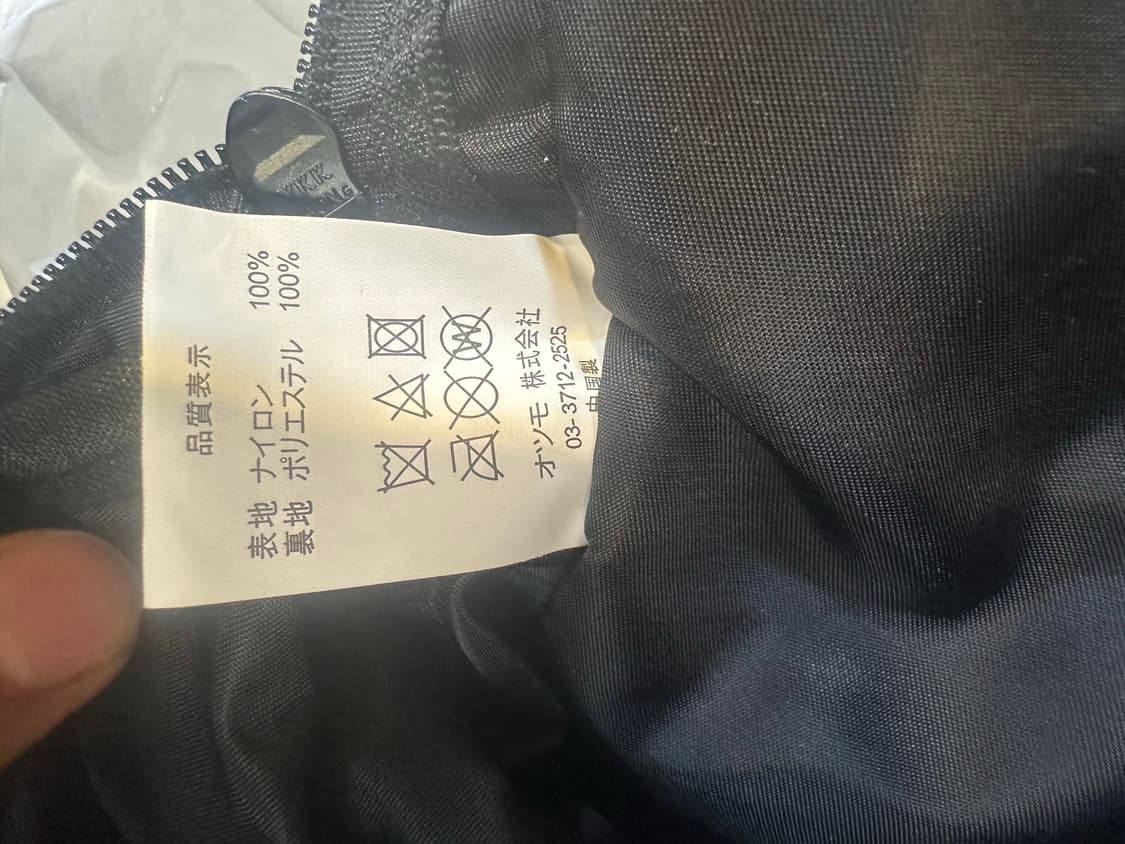 品質表示
表地 ナイロン 100%
裏地 ポリエステル 100%
W
オソモ 株式会社
03-3712-2525
中国製